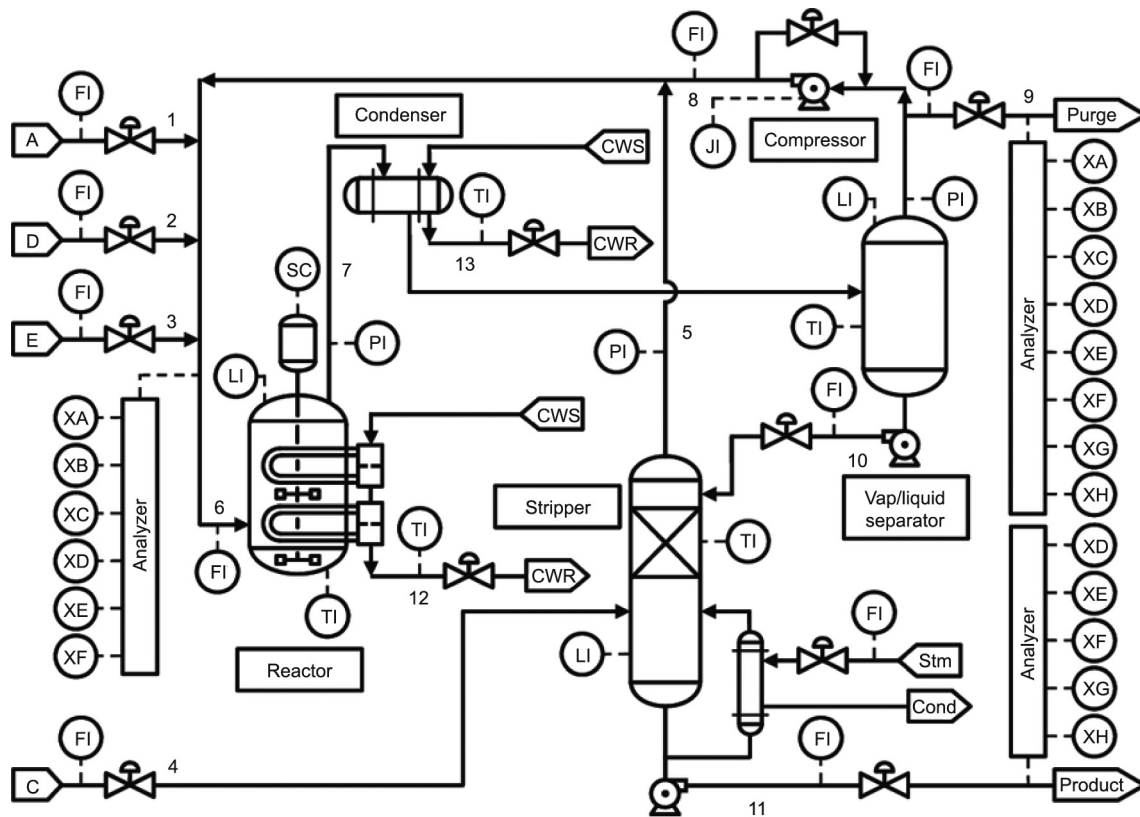 FI
8
FI
9
Purge
FI
A
1
Condenser
CWS
JI
Compressor
XA
LI
PI
XB
FI
D
2
TI
13
CWR
XC
SC
7
FI
E
3
PI
PI
5
TI
XD
XE
LI
XA
XB
XC
XD
XE
XF
Analyzer
6
FI
CWS
FI
10
XF
XG
XH
Analyzer
Stripper
Vap/liquid
separator
TI
TI
12
CWR
TI
Reactor
XD
XE
XF
XG
XH
Analyzer
LI
FI
Stm
Cond
FI
C
4
FI
11
Product